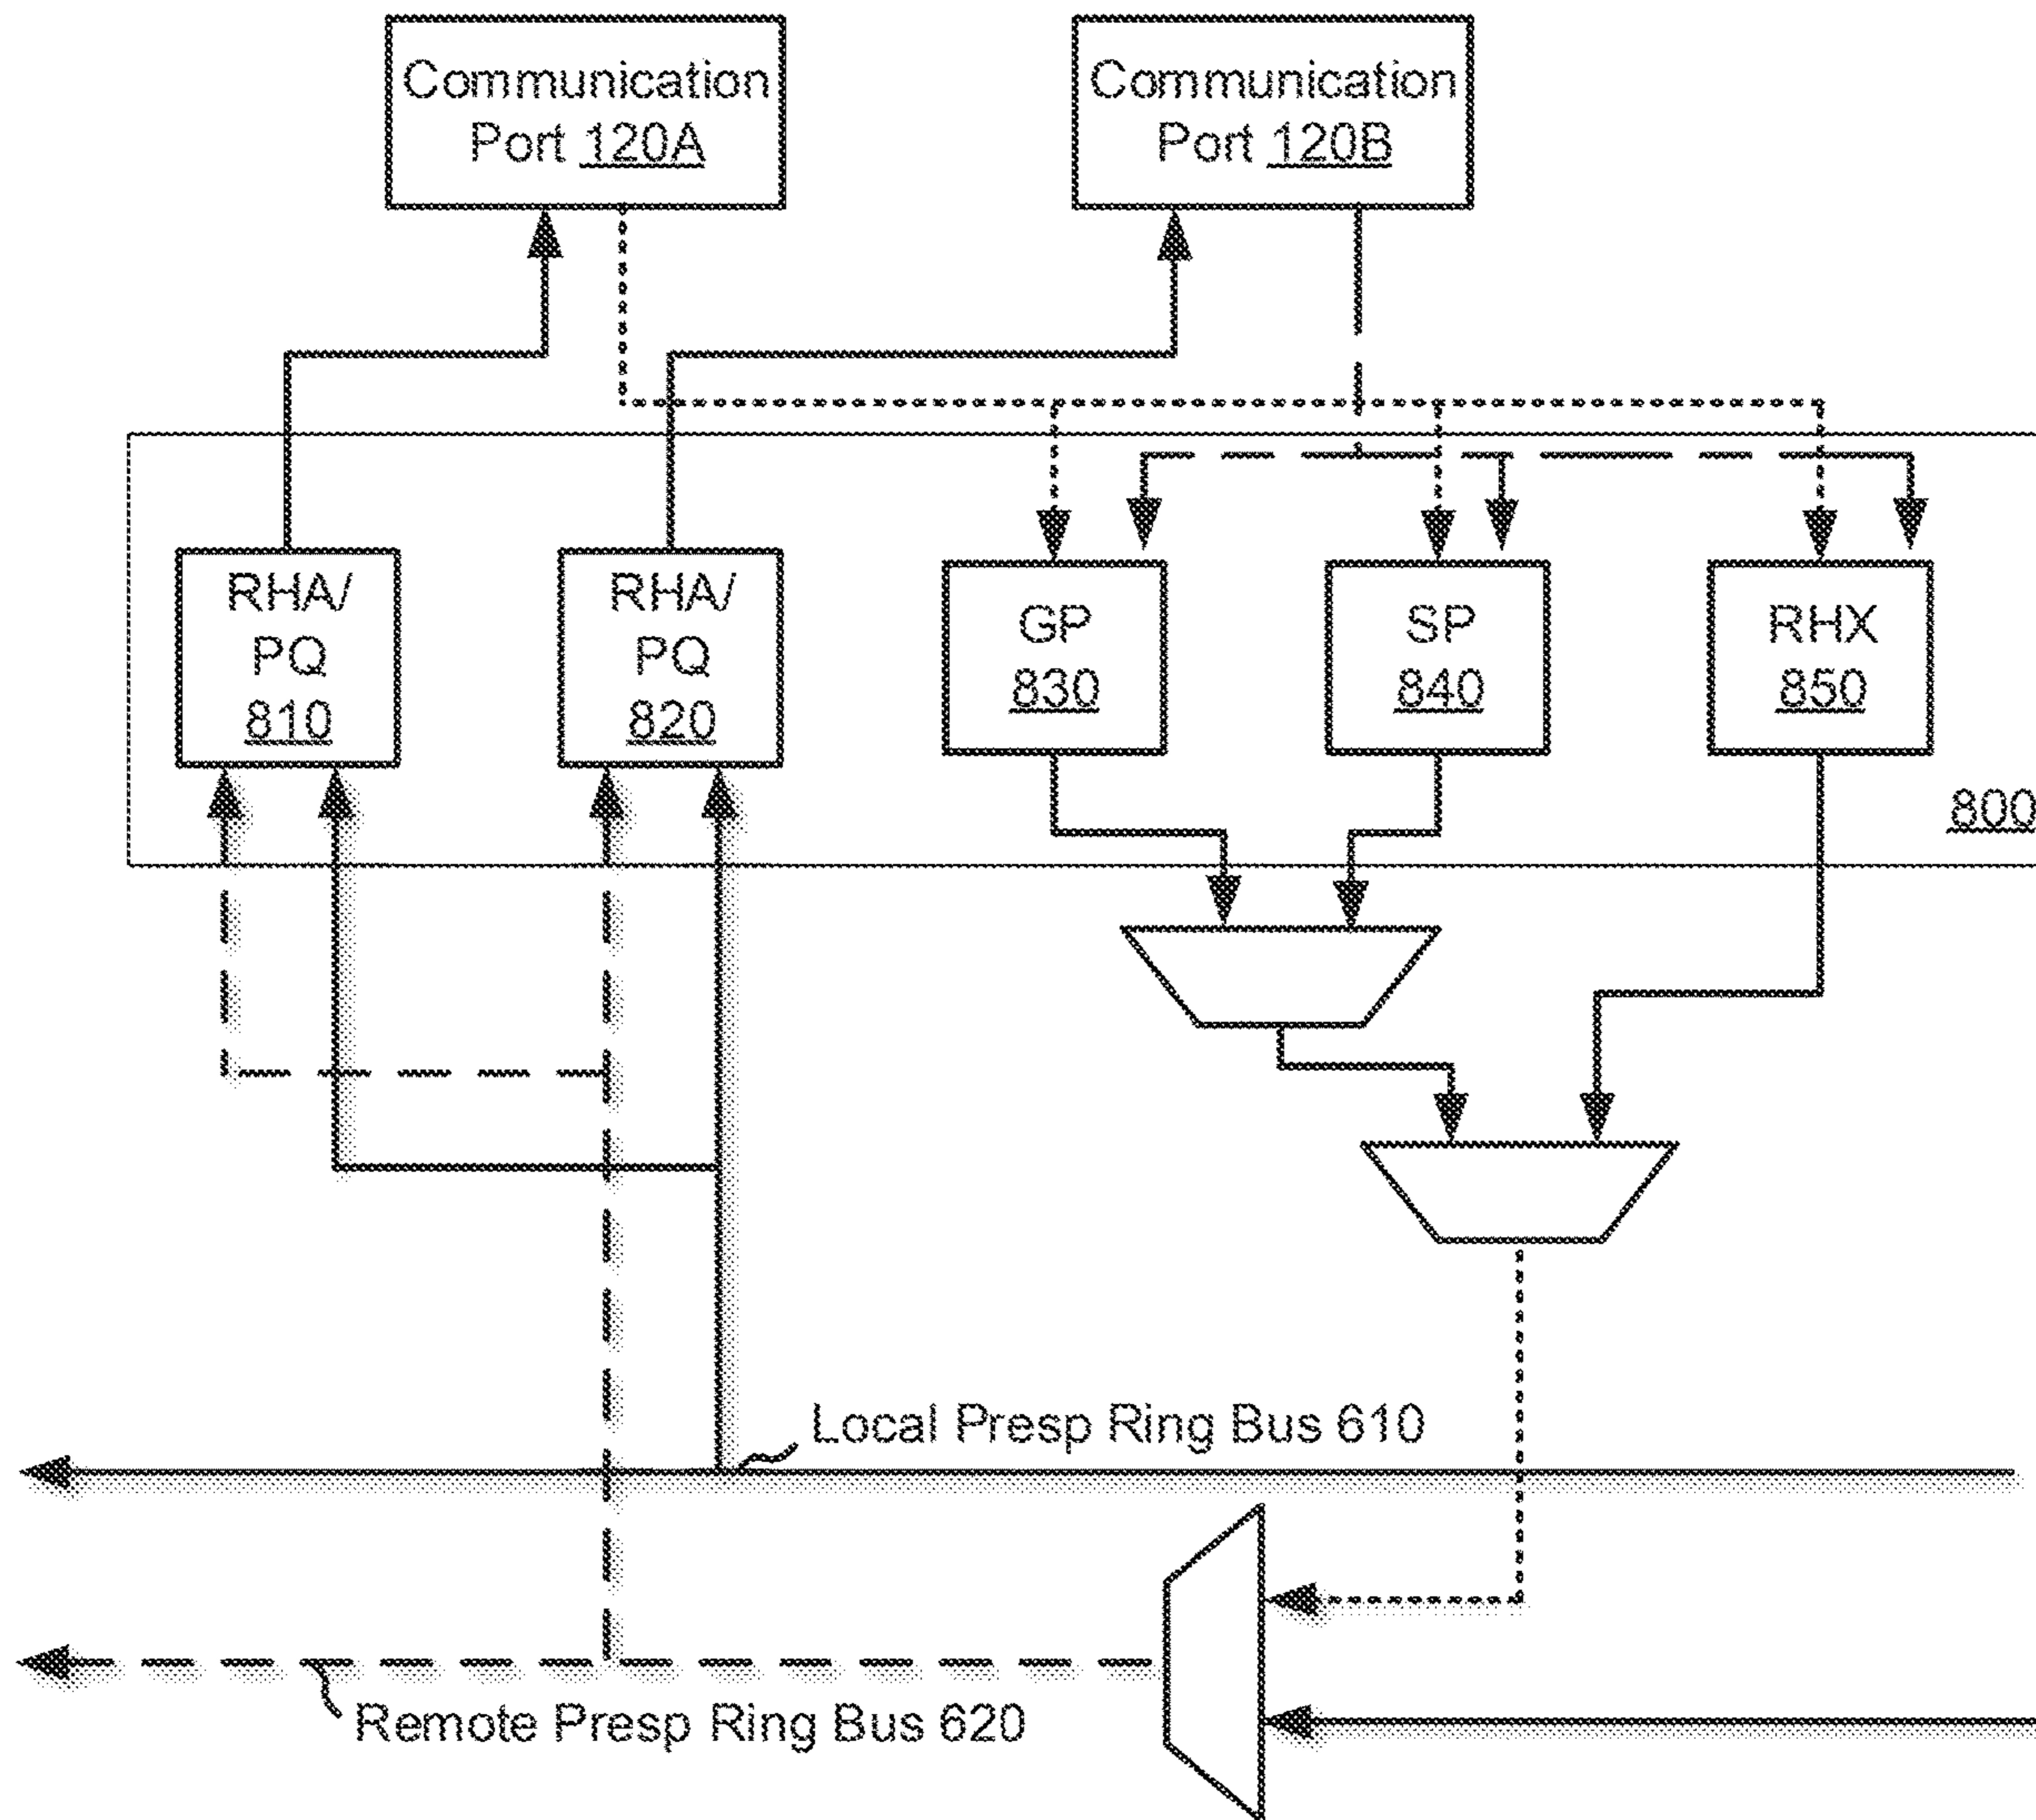 Communication
Port 120A
Communication
Port 120B
RHA/
PQ
810
RHA/
PQ
820
GP
830
SP
840
RHX
850
800
Local Presp Ring Bus 610
Remote Presp Ring Bus 620